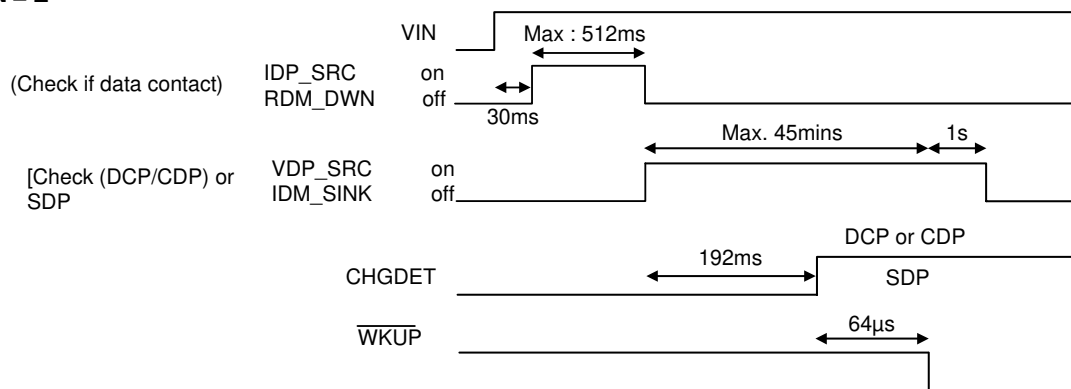 VIN
Max : 512ms
(Check if data contact)
IDP_SRC on
RDM_DWN off
30ms
Max. 45mins
1s
[Check (DCP/CDP) or
SDP
VDP_SRC on
IDM_SINK off
DCP or CDP
192ms
CHGDET
SDP
64µs
WKUP